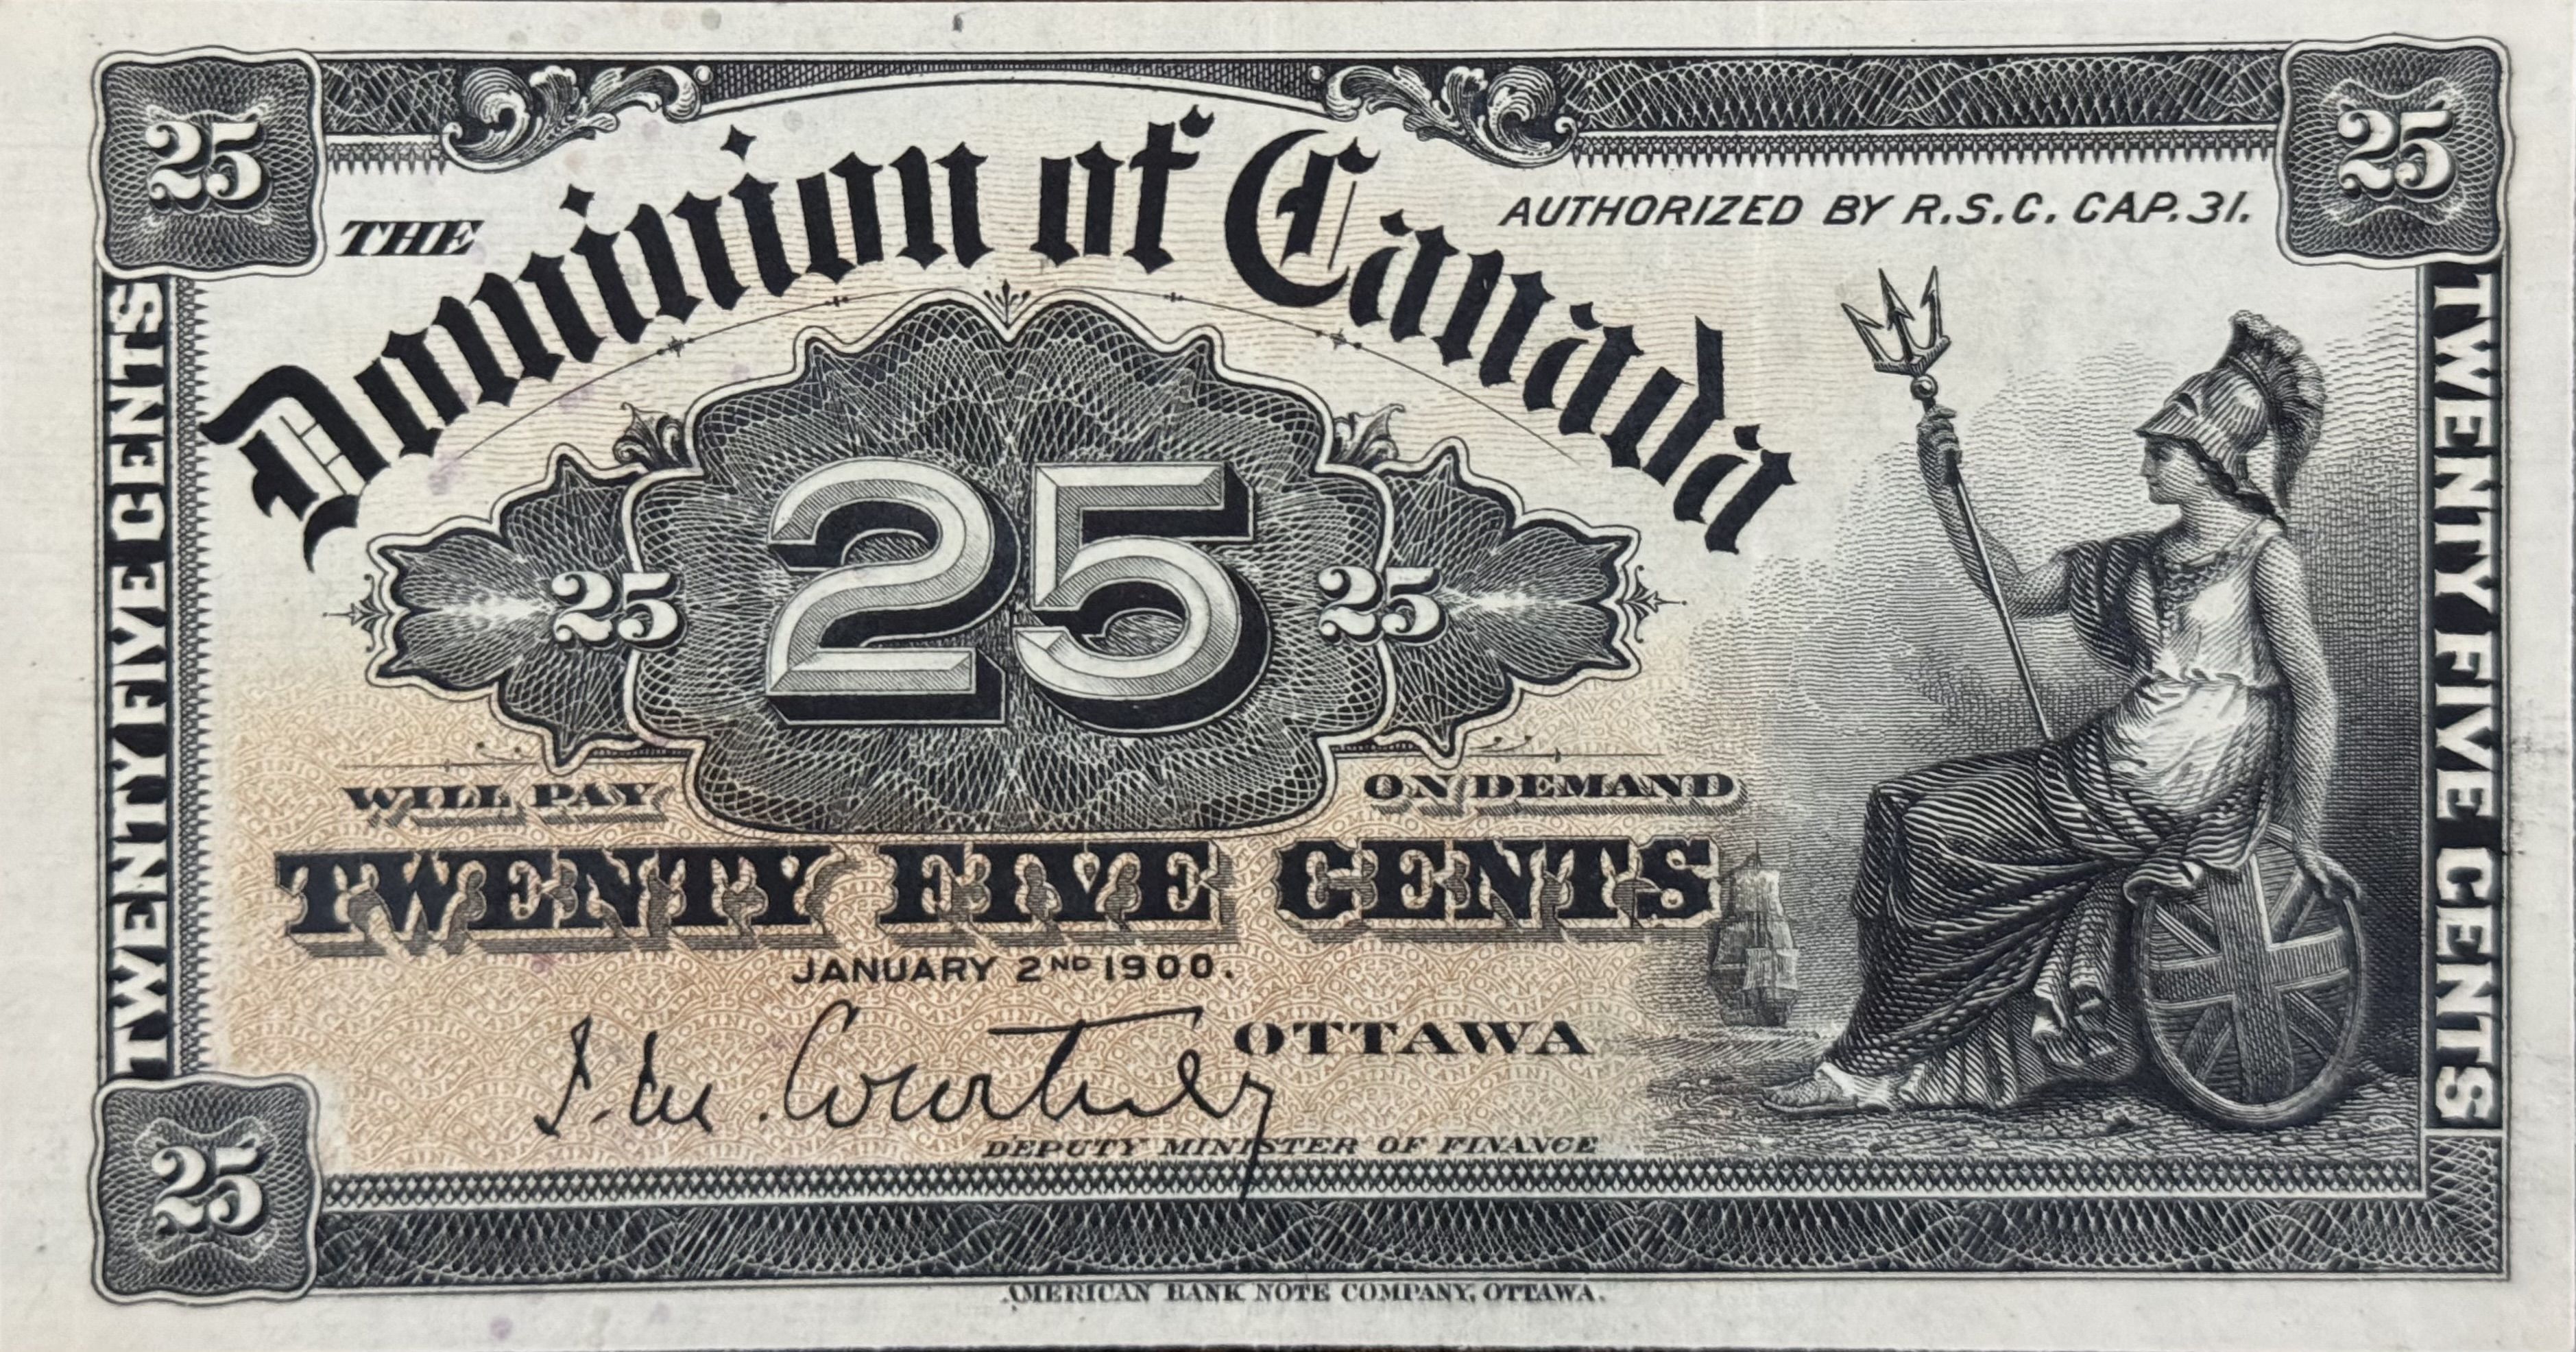 25
25
THE
Dominion of Canada
AUTHORIZED BY R.S.C. CAP. 31.
TWENTY FIVE CENTS
25
25
25
TWENTY FIVE CENTS
WILL PAY
ON DEMAND
TWENTY FIVE CENTS
JANUARY 2ND 1900.
OTTAWA
J. M. Courtney
DEPUTY MINISTER OF FINANCE
25
AMERICAN BANK NOTE COMPANY, OTTAWA.